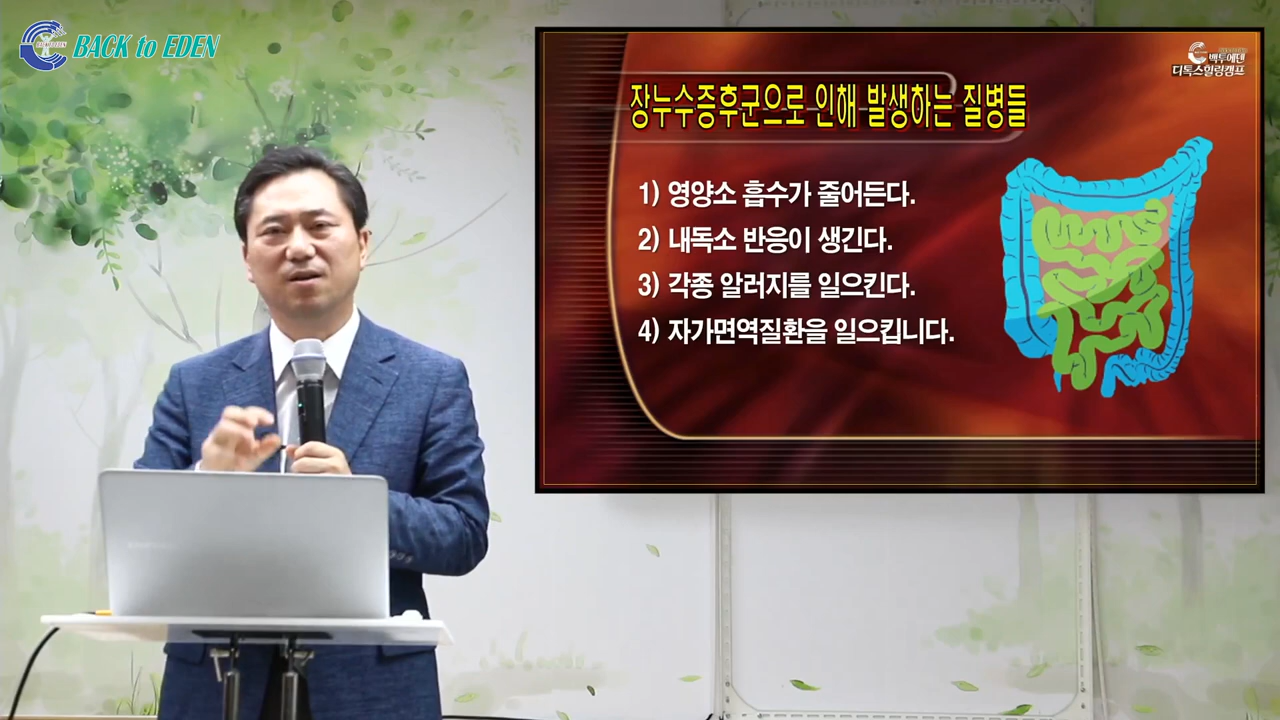 BACK to EDEN
백투에덴
디톡스힐링캠프
장누수증후군으로 인해 발생하는 질병들
1) 영양소 흡수가 줄어든다.
2) 내독소 반응이 생긴다.
3) 각종 알러지를 일으킨다.
4) 자가면역질환을 일으킵니다.